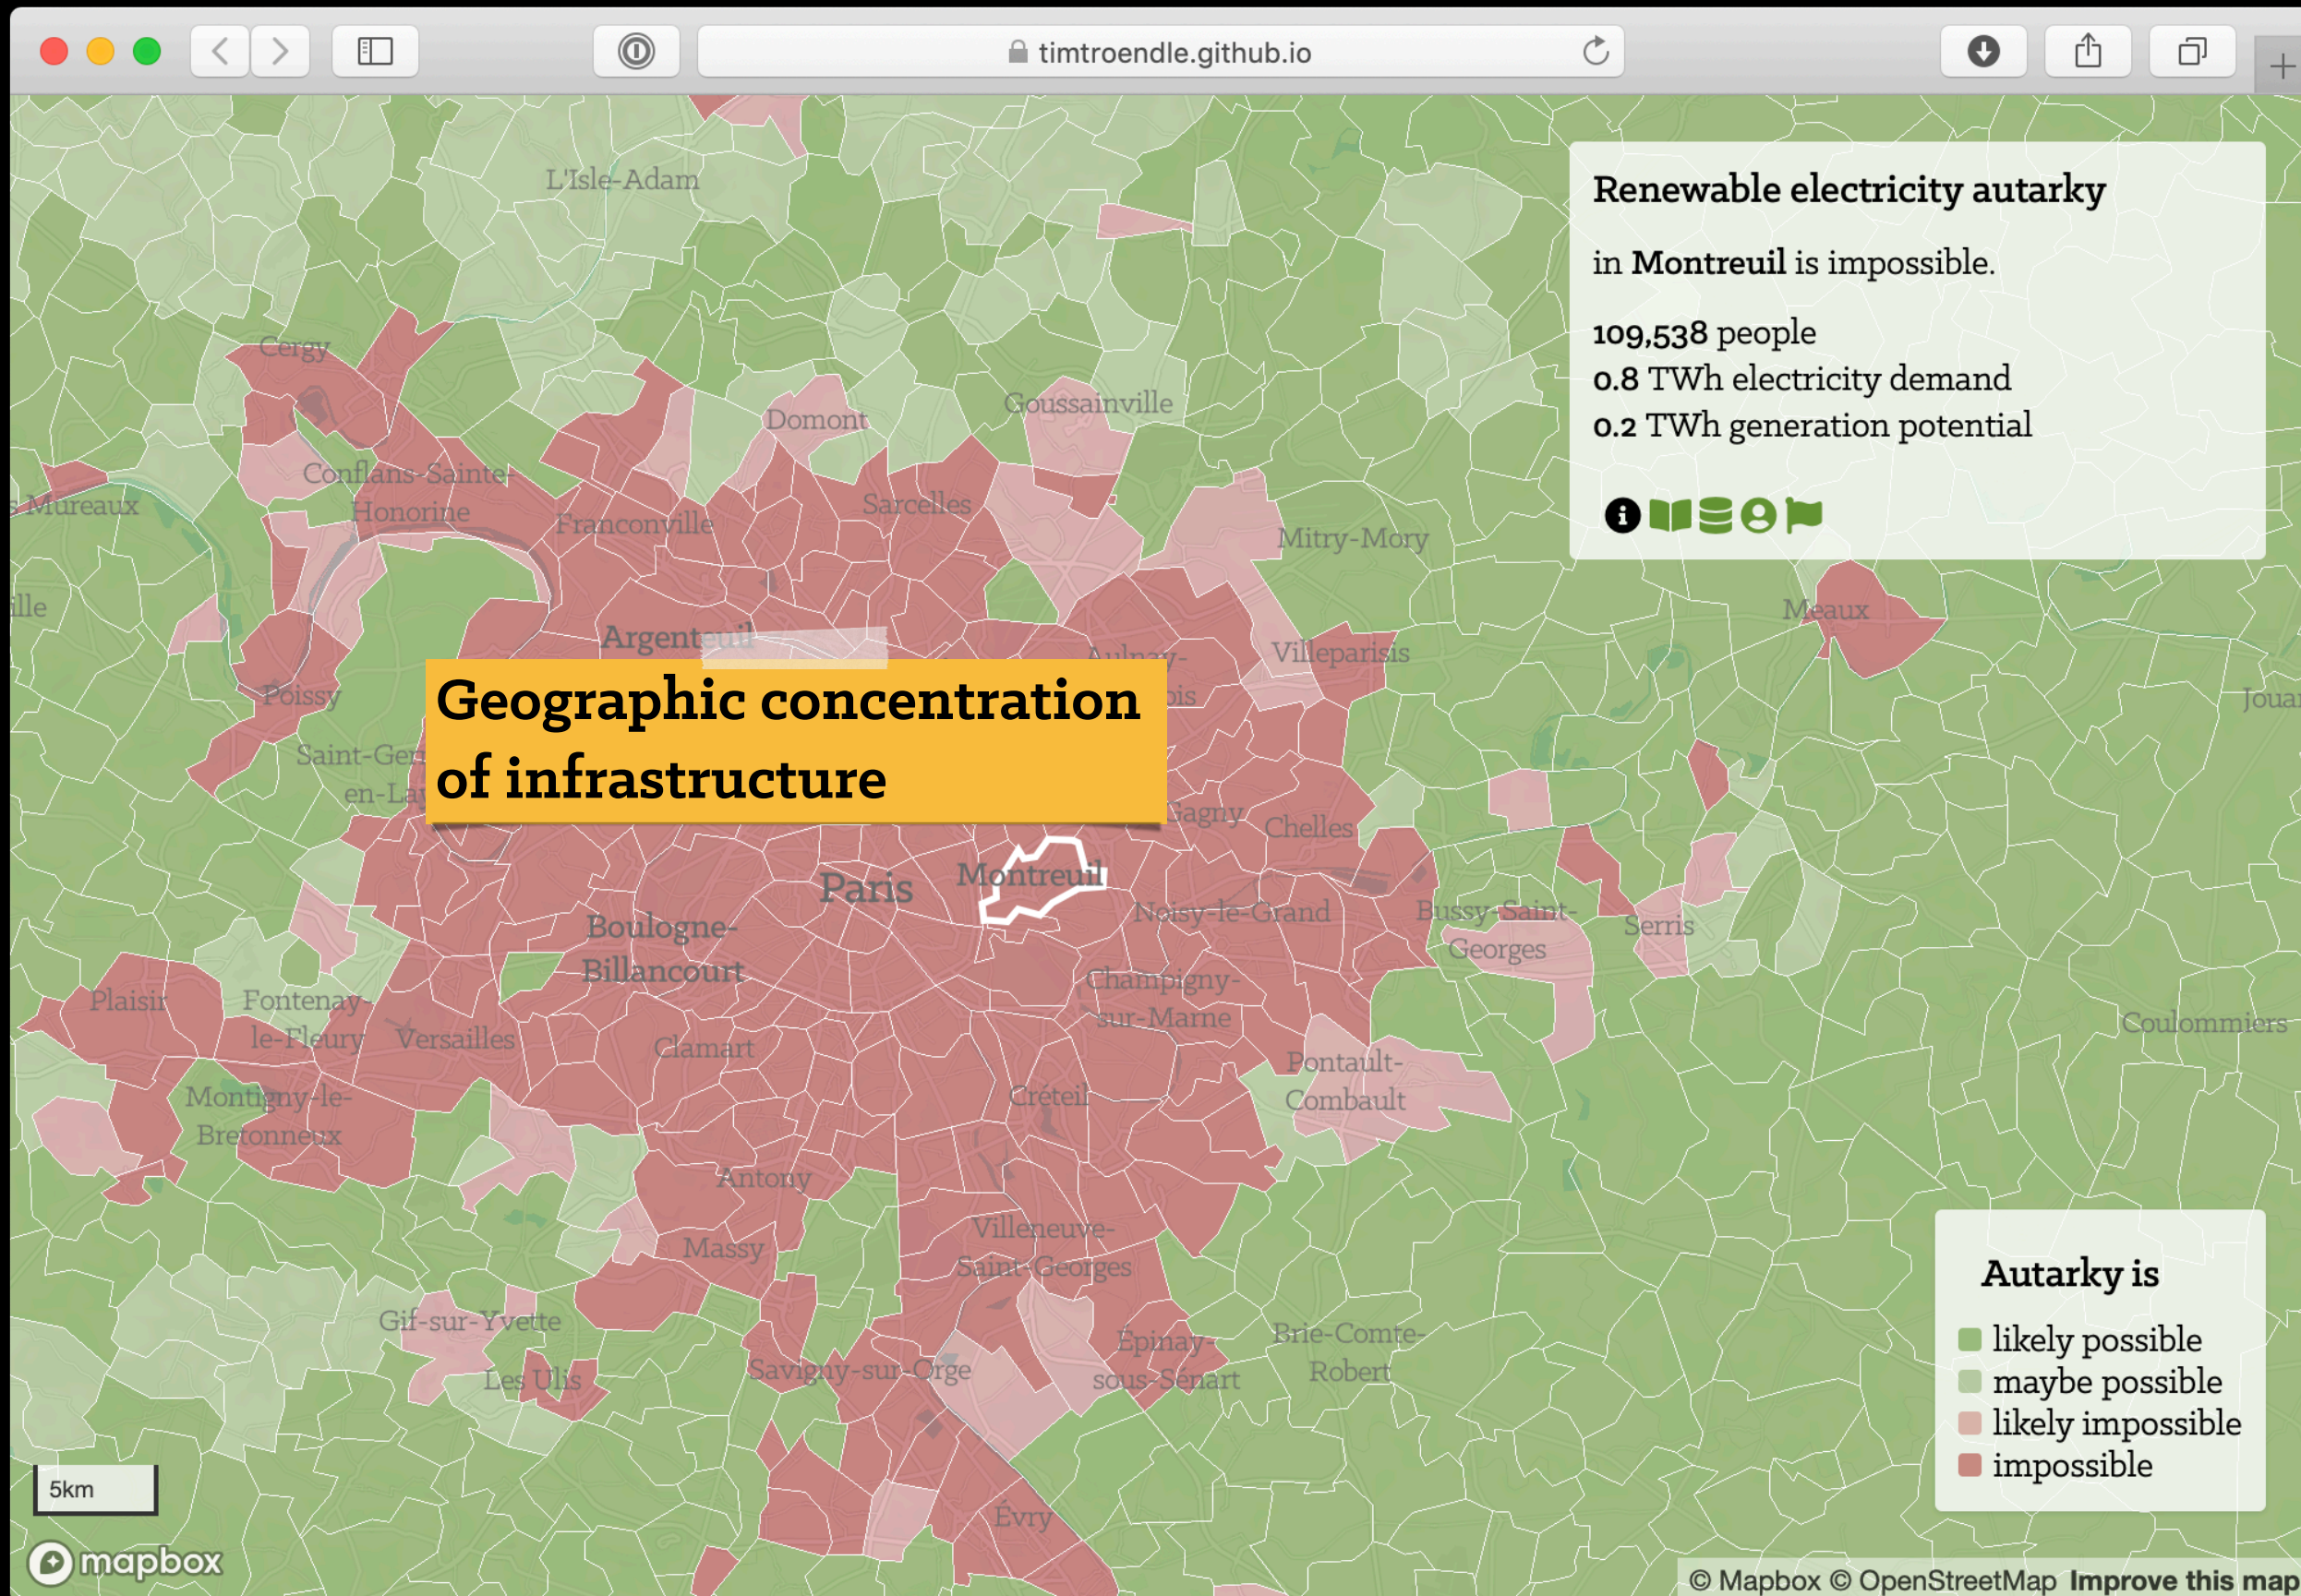 timtroendle.github.io
Renewable electricity autarky
in Montreuil is impossible.
109,538 people
0.8 TWh electricity demand
0.2 TWh generation potential
L'Isle-Adam
Cergy
Domont
Goussainville
Conflans-Sainte-
Honorine
Mureaux
Franconville
Sarcelles
Mitry-Mory
Meaux
Argenteuil
Villeparisis
Poissy
Geographic concentration
of infrastructure
Gagny
Chelles
Paris
Montreuil
Boulogne-
Billancourt
Noisy-le-Grand
Bussy-Saint-
Georges
Serris
Plaisir
Fontenay-
le-Fleury
Versailles
Clamart
Champigny-
sur-Marne
Coulommiers
Pontault-
Combault
Montigny-le-
Bretonneux
Créteil
Antony
Massy
Villeneuve-
Saint-Georges
Gif-sur-Yvette
Les Ulis
Savigny-sur-Orge
Épinay-
sous-Sénart
Brie-Comte-
Robert
Évry
Autarky is
likely possible
maybe possible
likely impossible
impossible
5km
mapbox
© Mapbox © OpenStreetMap Improve this map